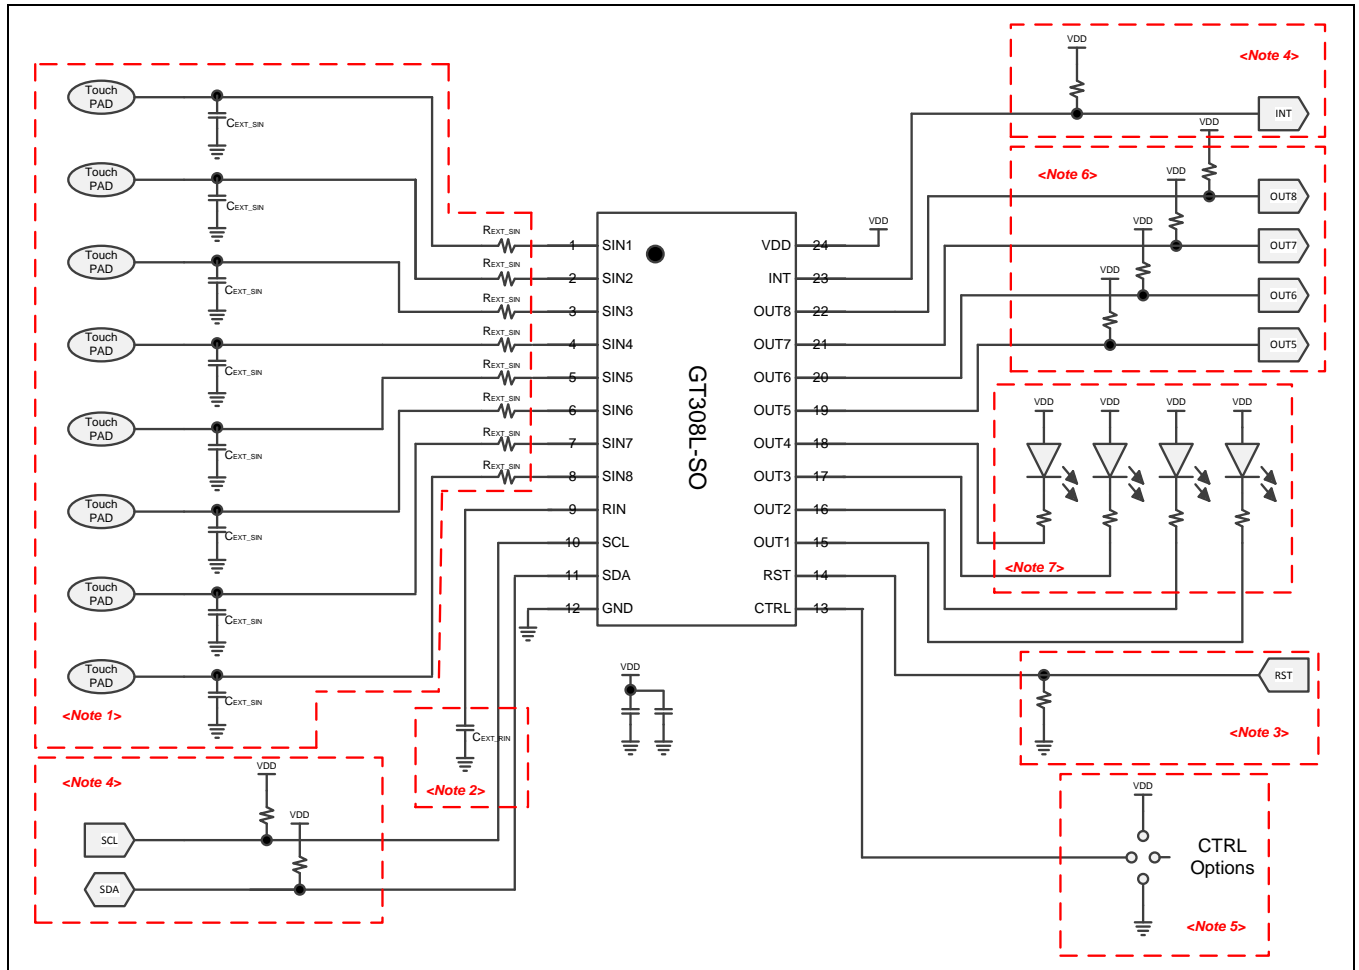 Touch
PAD
CEXT_SIN
Touch
PAD
CEXT_SIN
Touch
PAD
CEXT_SIN
Touch
PAD
CEXT_SIN
Touch
PAD
CEXT_SIN
Touch
PAD
CEXT_SIN
Touch
PAD
CEXT_SIN
Touch
PAD
CEXT_SIN
<Note 1>
REXT_SIN
REXT_SIN
REXT_SIN
REXT_SIN
REXT_SIN
REXT_SIN
REXT_SIN
REXT_SIN
1 SIN1
2 SIN2
3 SIN3
4 SIN4
5 SIN5
6 SIN6
7 SIN7
8 SIN8
9 RIN
10 SCL
11 SDA
12 GND
GT308L-SO
VDD 24
INT 23
OUT8 22
OUT7 21
OUT6 20
OUT5 19
OUT4 18
OUT3 17
OUT2 16
OUT1 15
RST 14
CTRL 13
VDD
VDD
CEXT_RIN
<Note 2>
<Note 4>
VDD
VDD
SCL
SDA
VDD
<Note 4>
INT
VDD
<Note 6>
VDD
OUT8
VDD
OUT7
VDD
OUT6
OUT5
VDD
VDD
VDD
VDD
<Note 7>
RST
<Note 3>
VDD
CTRL
Options
<Note 5>